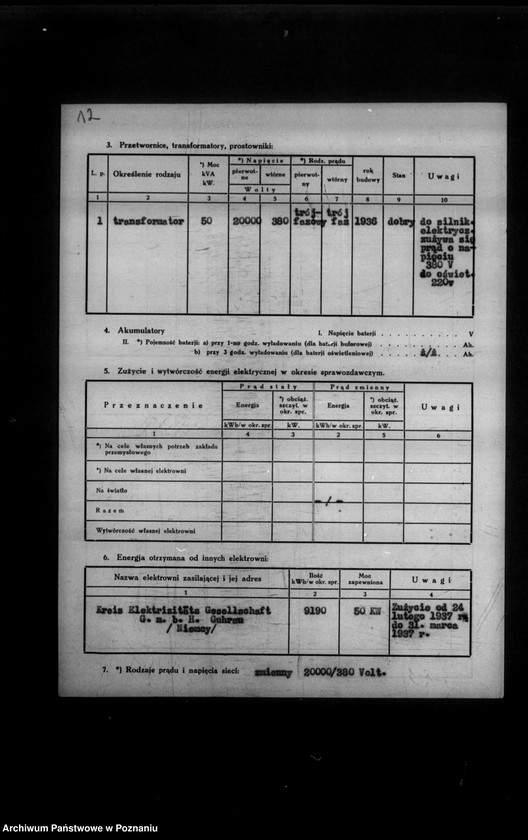 12
3. Przetwornice, transformatory, prostowniki:
L. p. Określenie rodzaju *) Moc kVA kW. *) Napięcie pierwotne wtórne Wolty *) Rodz. prądu pierwotny wtórny rok budowy Stan Uwagi
1 2 3 4 5 6 7 8 9 10
1 transformator 50 20000 380 trój-fazowy trój faz 1936 dobry do silnik.
elektrycz.
zużywa się
prąd o na-
pięciu
380 V
do oświet.
220v
4. Akumulatory I. Napięcie baterji V
II. *) Pojemność baterji: a) przy 1-no godz. wyładowaniu (dla baterji buforowej) Ah.
b) przy 3 godz. wyładowaniu (dla baterji oświetleniowej) Ah.
5. Zużycie i wytwórczość energii elektrycznej w okresie sprawozdawczym.
Przeznaczenie Prąd stały Prąd zmienny Uwagi
Energia *) obciąż. szczyt. w okr. spr. Energia *) obciąż. szczyt. w okr. spr.
kWh/w okr. spr. kW. kWh/w okr. spr. kW.
1 4 3 2 5 6
*) Na cele własnych potrzeb zakładu
przemysłowego
*) Na cele własnej elektrowni
Na światło
- / -
Razem
Wytwórczość własnej elektrowni
6. Energia otrzymana od innych elektrowni:
Nazwa elektrowni zasilającej i jej adres Ilość kWh/w okr. spr. Moc zapewniona Uwagi
1 2 3 4
Kreis Elektrizitäts Gesellschaft 9190 50 KW Zużycie od 24
G. m. b. H. Guhrau lutego 1937 r.
/ Niemcy/ do 31. marca
1937 r.
7. *) Rodzaje prądu i napięcia sieci: zmienny 20000/380 Volt.
Archiwum Państwowe w Poznaniu